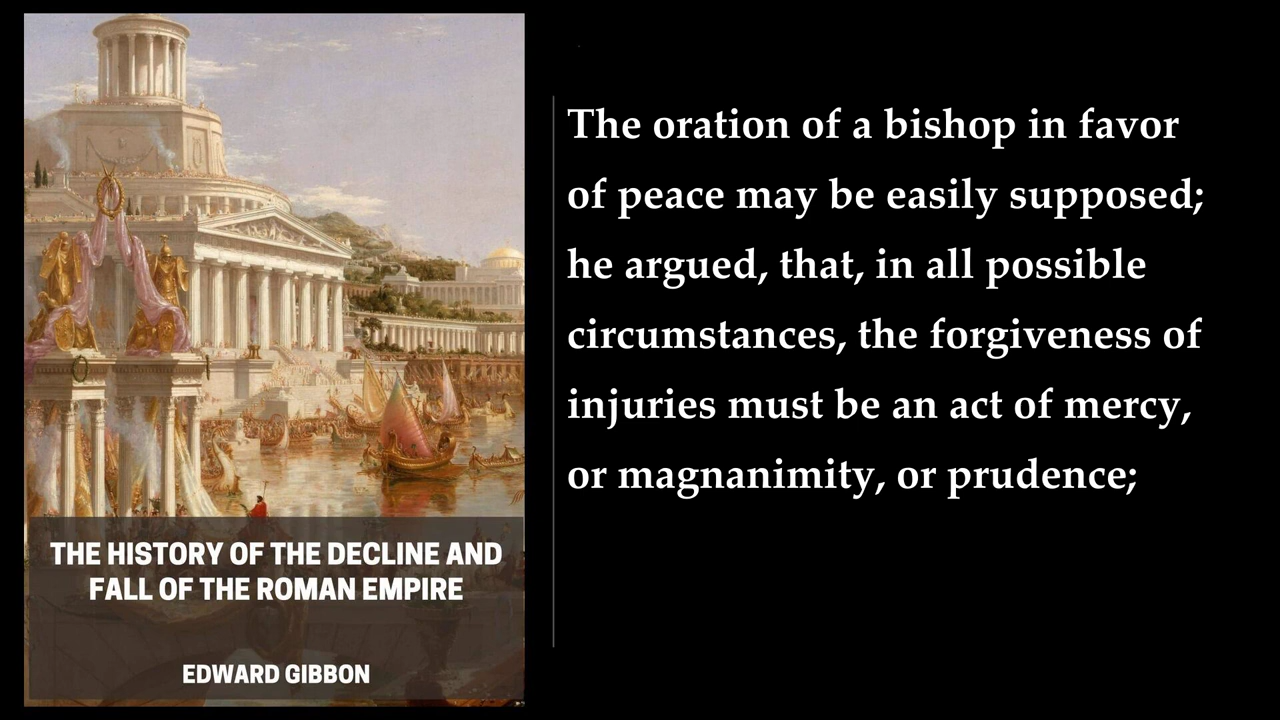 The oration of a bishop in favor
of peace may be easily supposed;
he argued, that, in all possible
circumstances, the forgiveness of
injuries must be an act of mercy,
or magnanimity, or prudence;
THE HISTORY OF THE DECLINE AND
FALL OF THE ROMAN EMPIRE
EDWARD GIBBON